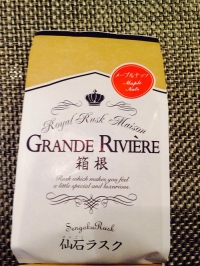 メープルナッツ
Maple
Nuts
Royal Rusk Maison
GRANDE RIVIÈRE
箱根
Rusk which makes you feel
a little special and luxurious.
Sengoku Rusk
仙石ラスク